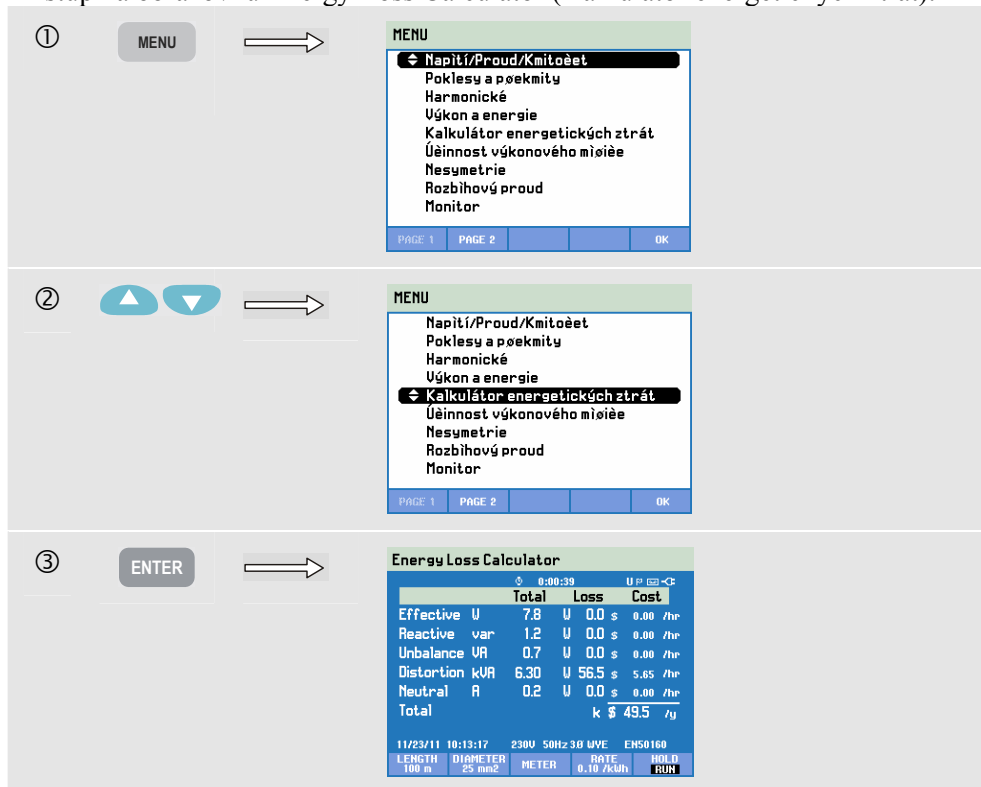 ①
MENU
MENU
Napìtí/Proud/Kmitoèet
Poklesy a pøekmity
Harmonické
Výkon a energie
Kalkulátor energetických ztrát
Úèinnost výkonového mìøièe
Nesymetrie
Rozbìhový proud
Monitor
PAGE 1 PAGE 2 OK
②
MENU
Napìtí/Proud/Kmitoèet
Poklesy a pøekmity
Harmonické
Výkon a energie
Kalkulátor energetických ztrát
Úèinnost výkonového mìøièe
Nesymetrie
Rozbìhový proud
Monitor
PAGE 1 PAGE 2 OK
③
ENTER
Energy Loss Calculator
0:00:39 U P
Total Loss Cost
Effective W 7.8 W 0.0 $ 0.00 /hr
Reactive var 1.2 W 0.0 $ 0.00 /hr
Unbalance VA 0.7 W 0.0 $ 0.00 /hr
Distortion kVA 6.30 W 56.5 $ 5.65 /hr
Neutral A 0.2 W 0.0 $ 0.00 /hr
Total k $ 49.5 /y
11/23/11 10:13:17 230V 50Hz 3Ø WYE EN50160
LENGTH DIAMETER METER RATE HOLD
100 m 25 mm2 0.10 /kWh RUN